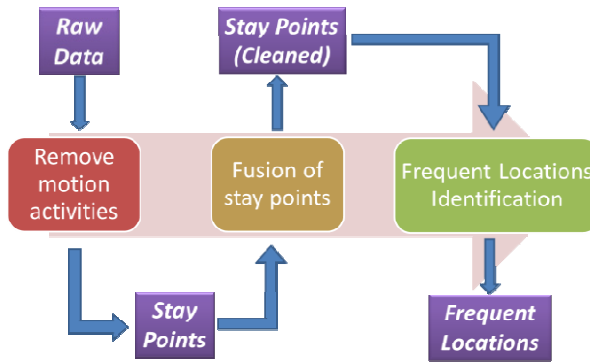 Raw
Data
Stay Points
(Cleaned)
Remove
motion
activities
Fusion of
stay points
Frequent Locations
Identification
Stay
Points
Frequent
Locations